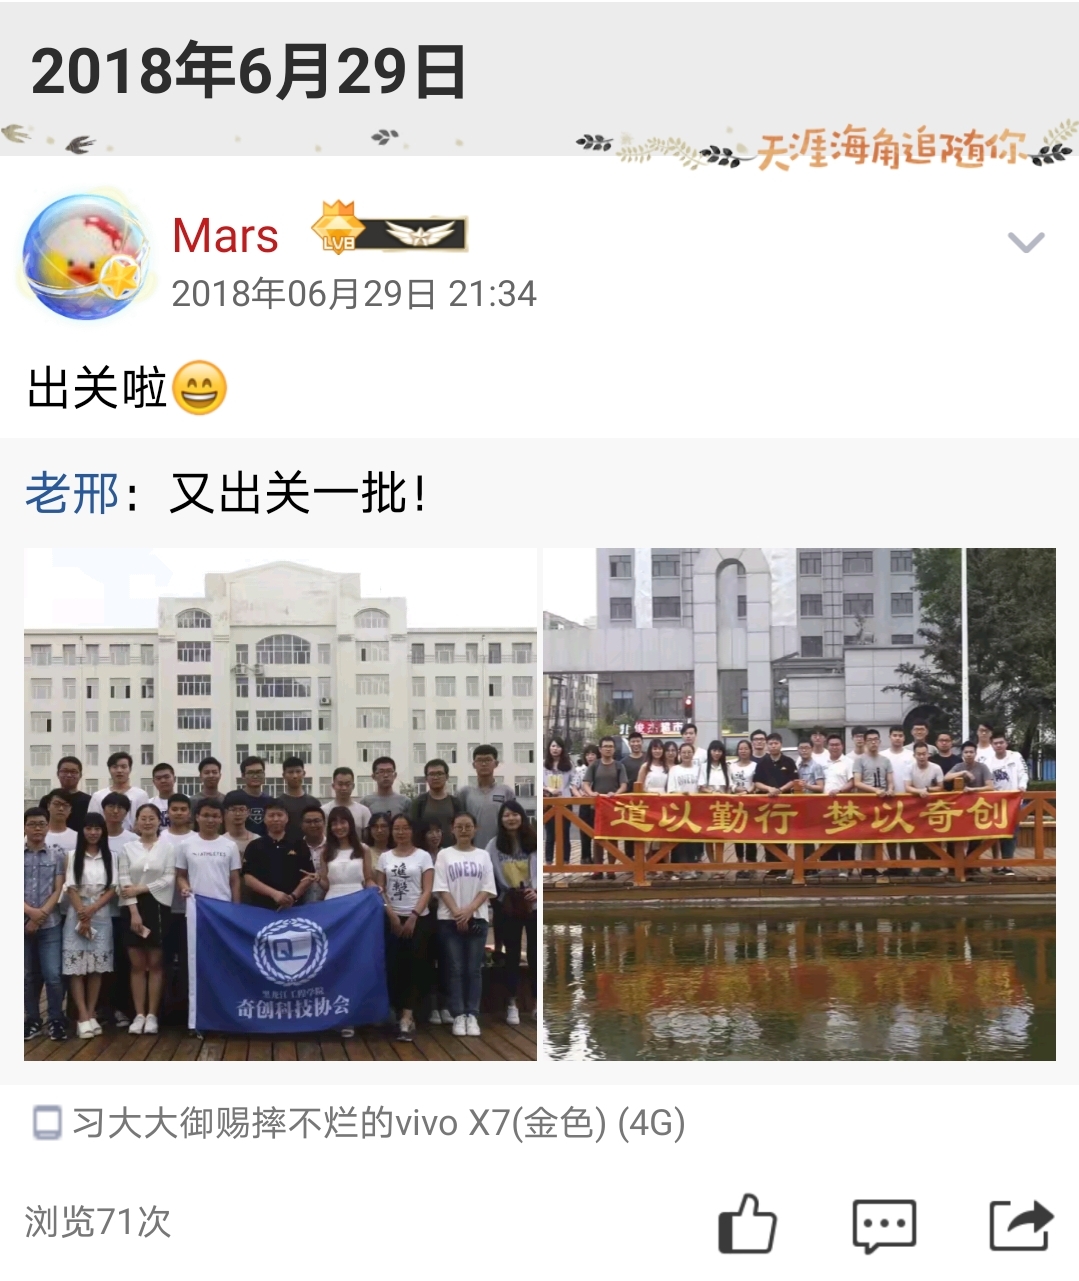 2018年6月29日
天涯海角追随你
Mars
LV8
2018年06月29日 21:34
出关啦😄
老邢：又出关一批！
道以勤行 梦以奇创
ONEDA
QL
黑龙江工程学院
奇创科技协会
习大大御赐摔不烂的vivo X7(金色) (4G)
浏览71次